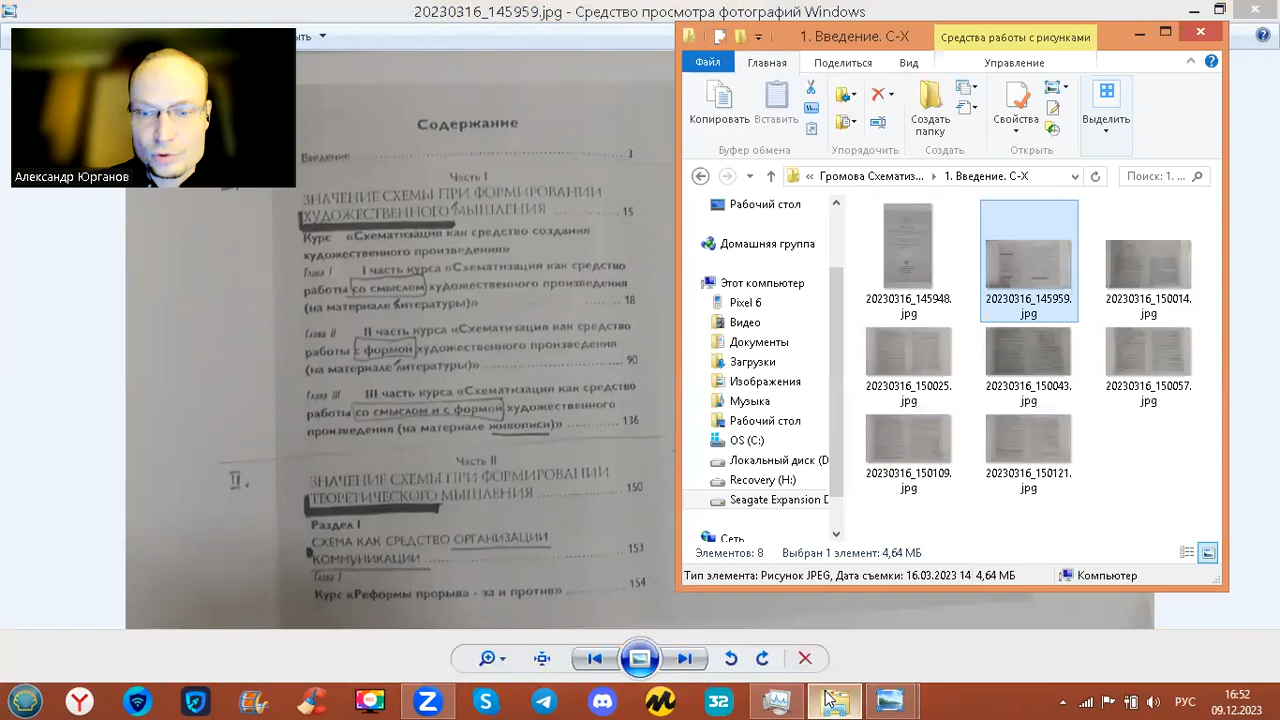 20230316_145959.jpg - Средство просмотра фотографий Windows
ыть
Александр Юрганов
Содержание
Введение 3
Часть I
ЗНАЧЕНИЕ СХЕМЫ ПРИ ФОРМИРОВАНИИ
ХУДОЖЕСТВЕННОГО МЫШЛЕНИЯ 15
Курс «Схематизация как средство создания
художественного произведения»
Глава I I часть курса «Схематизация как средство
работы со смыслом художественного произведения
(на материале литературы)» 18
Глава II II часть курса «Схематизация как средство
работы с формой художественного произведения
(на материале литературы)» 90
Глава III III часть курса «Схематизация как средство
работы со смыслом и с формой художественного
произведения (на материале живописи)» 136
Часть II
II.
ЗНАЧЕНИЕ СХЕМЫ ПРИ ФОРМИРОВАНИИ
ТЕОРЕТИЧЕСКОГО МЫШЛЕНИЯ 150
Раздел I
СХЕМА КАК СРЕДСТВО ОРГАНИЗАЦИИ
КОММУНИКАЦИИ 153
Глава I
Курс «Реформы прорыва - за и против» 154
1. Введение. С-Х
Средства работы с рисунками
Файл Главная Поделиться Вид Управление
Копировать Вставить Создать папку Свойства Выделить
Буфер обмена Упорядочить Создать Открыть
« Громова Схематиз... 1. Введение. С-Х Поиск: 1. ...
Рабочий стол
Домашняя группа
Этот компьютер
Pixel 6
Видео
Документы
Загрузки
Изображения
Музыка
Рабочий стол
OS (C:)
Локальный диск (D
Recovery (H:)
Seagate Expansion D
Сеть
20230316_145948.jpg
20230316_145959.jpg
20230316_150014.jpg
20230316_150025.jpg
20230316_150043.jpg
20230316_150057.jpg
20230316_150109.jpg
20230316_150121.jpg
Элементов: 8 Выбран 1 элемент: 4,64 МБ
Тип элемента: Рисунок JPEG, Дата съемки: 16.03.2023 14 4,64 МБ Компьютер
32
РУС
16:52
09.12.2023